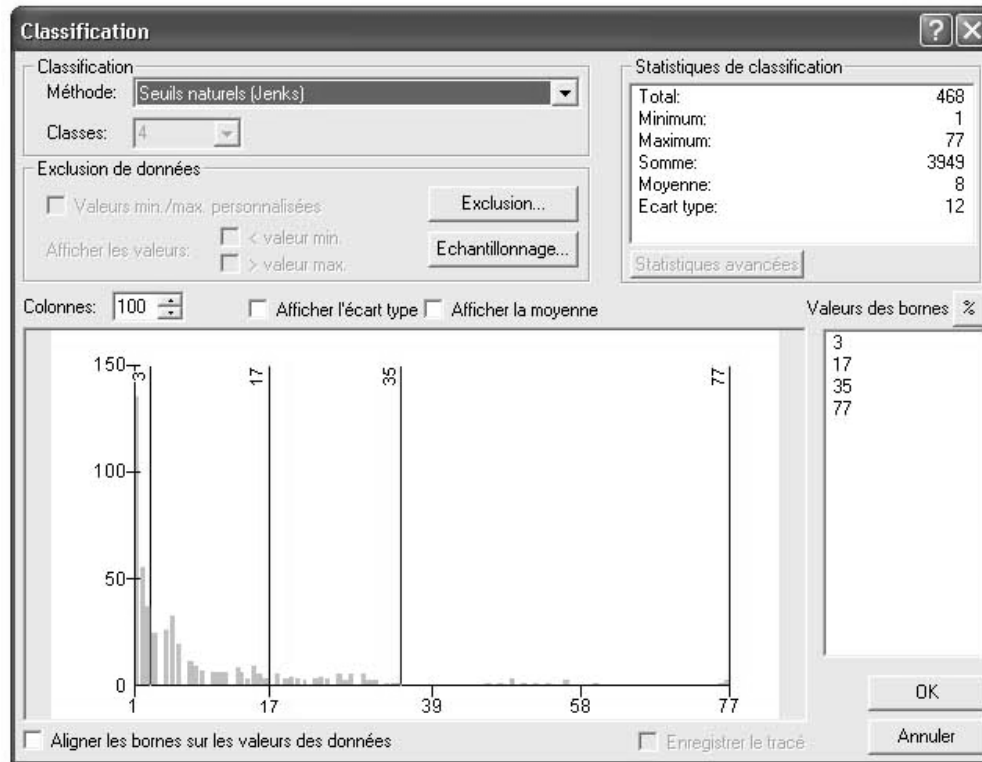 Classification
Classification
Méthode: Seuils naturels (Jenks)
Classes: 4
Exclusion de données
Valeurs min./max. personnalisées
Exclusion...
Afficher les valeurs:
< valeur min.
> valeur max.
Echantillonnage...
Statistiques de classification
Total: 468
Minimum: 1
Maximum: 77
Somme: 3949
Moyenne: 8
Ecart type: 12
Statistiques avancées
Colonnes: 100
Afficher l'écart type
Afficher la moyenne
Valeurs des bornes %
3
17
35
77
150
100
50
0
3
17
35
77
1
17
39
58
77
OK
Annuler
Aligner les bornes sur les valeurs des données
Enregistrer le tracé